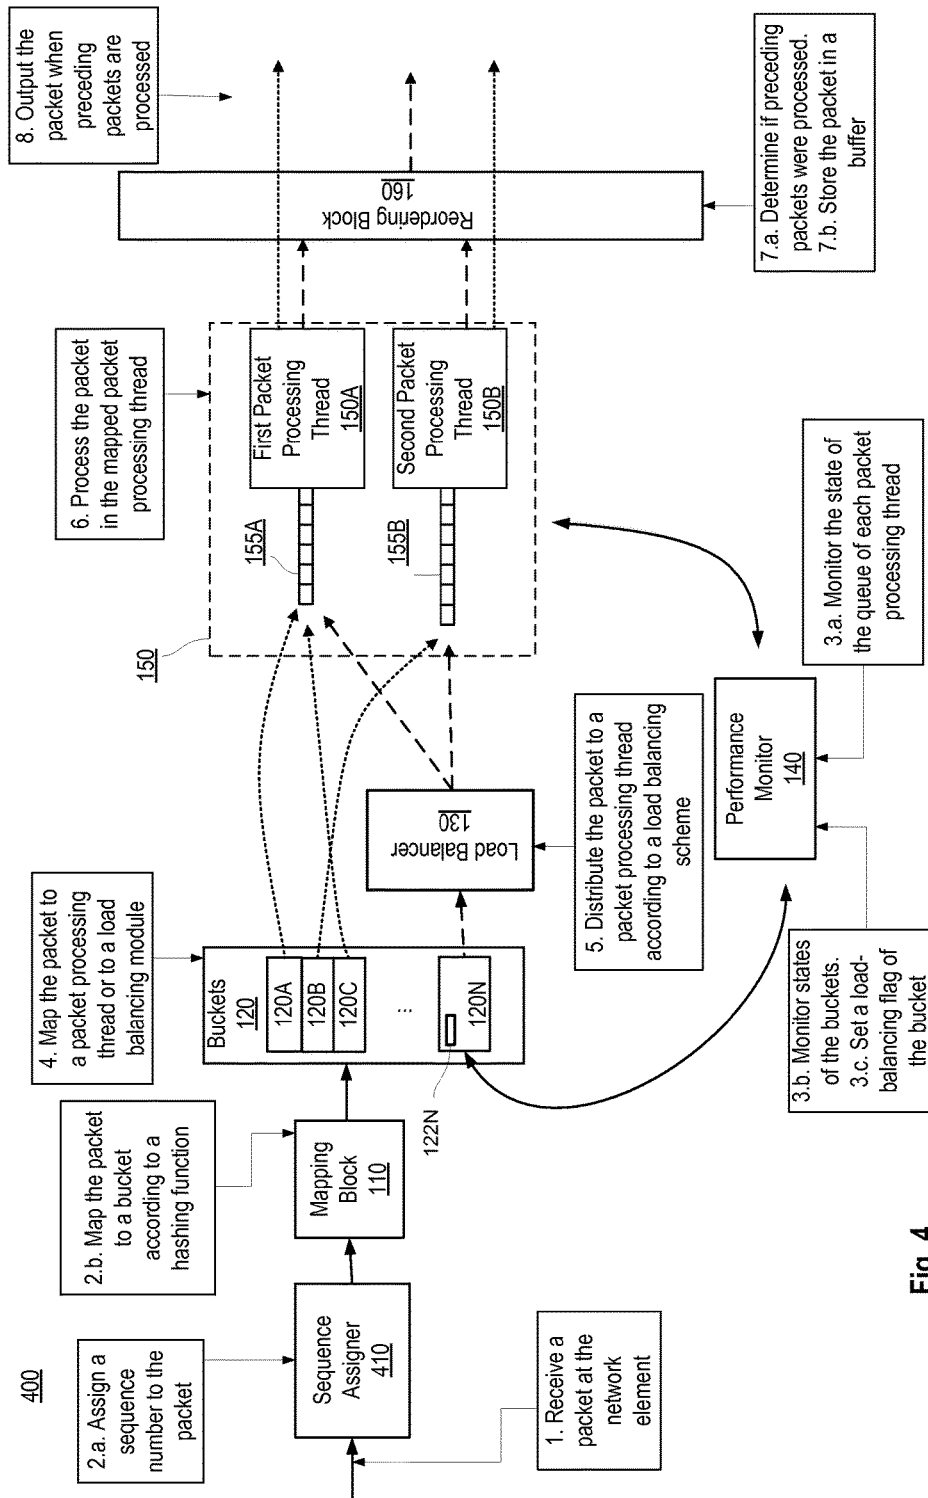 400
1. Receive a
packet at the
network
element
2.a. Assign a
sequence
number to the
packet
Sequence
Assigner
410
2.b. Map the packet
to a bucket
according to a
hashing function
Mapping
Block
110
4. Map the packet to
a packet processing
thread or to a load
balancing module
Buckets
120
120A
120B
120C
...
120N
122N
Load Balancer
130
5. Distribute the packet to a
packet processing thread
according to a load balancing
scheme
3.b. Monitor states
of the buckets.
3.c. Set a load-
balancing flag of
the bucket
Performance
Monitor
140
3.a. Monitor the state of
the queue of each packet
processing thread
150
6. Process the packet
in the mapped packet
processing thread
155A
First Packet
Processing
Thread
150A
155B
Second Packet
Processing
Thread
150B
Reordering Block
160
7.a. Determine if preceding
packets were processed.
7.b. Store the packet in a
buffer
8. Output the
packet when
preceding
packets are
processed
Fig. 4